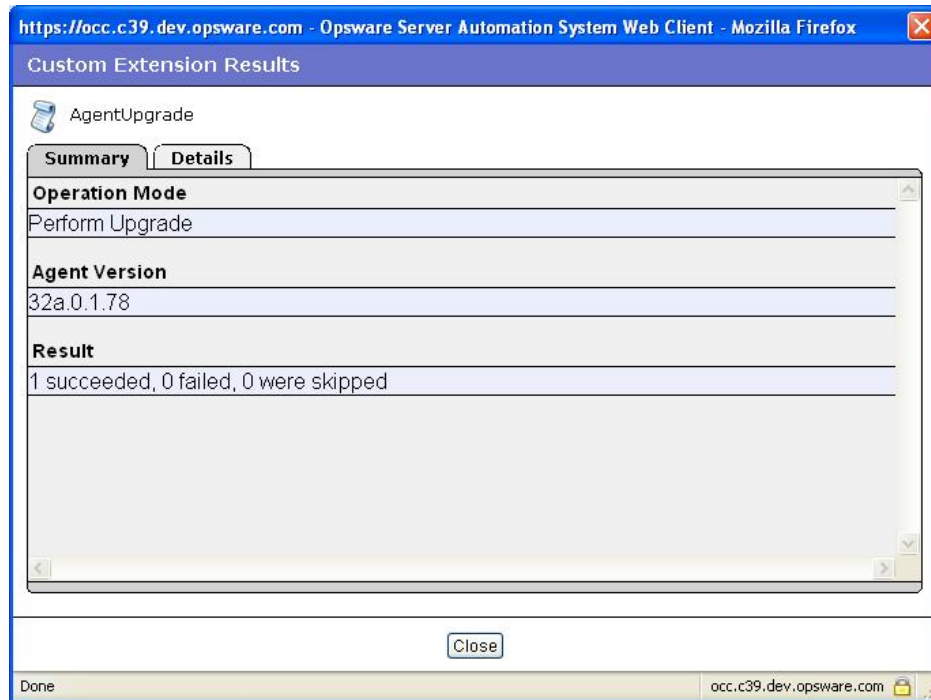 https://occ.c39.dev.opsware.com - Opsware Server Automation System Web Client - Mozilla Firefox
Custom Extension Results
AgentUpgrade
Summary Details
Operation Mode
Perform Upgrade
Agent Version
32a.0.1.78
Result
1 succeeded, 0 failed, 0 were skipped
Close
Done occ.c39.dev.opsware.com